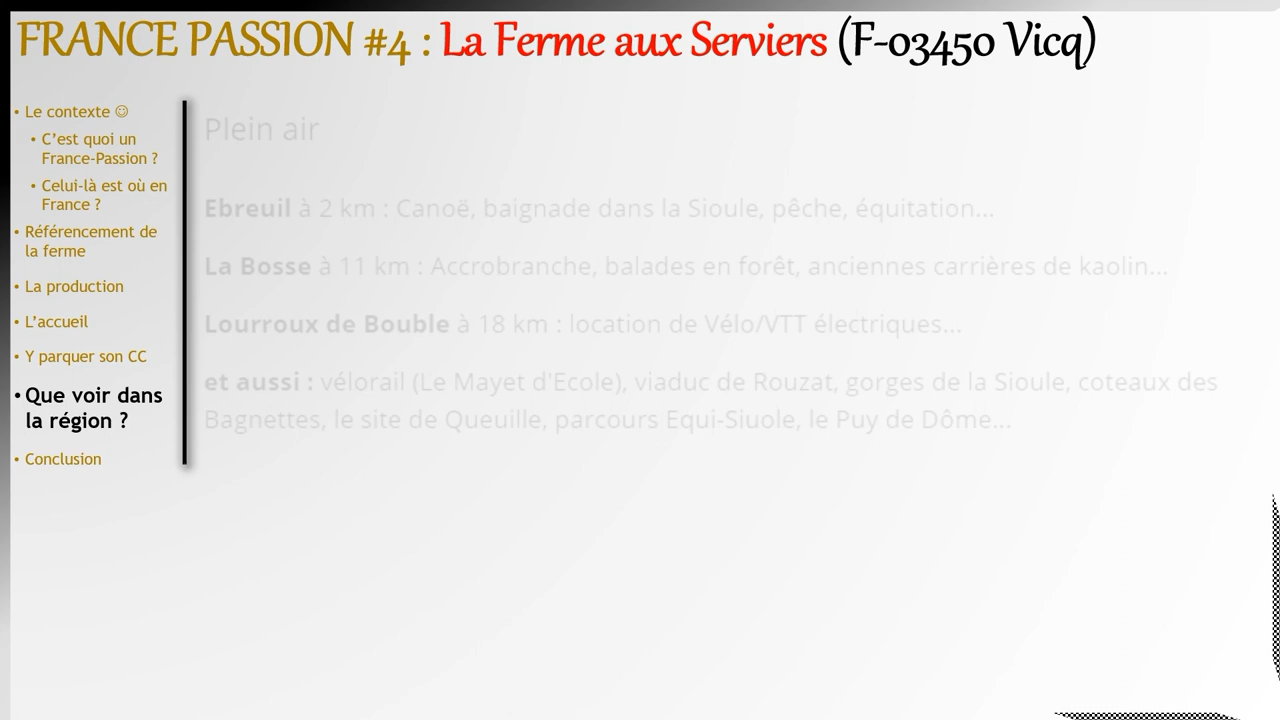 FRANCE PASSION #4 : La Ferme aux Serviers (F-03450 Vicq)
• Le contexte ☺
• C’est quoi un
France-Passion ?
• Celui-là est où en
France ?
• Référencement de
la ferme
• La production
• L’accueil
• Y parquer son CC
• Que voir dans
la région ?
• Conclusion
Plein air
Ebreuil à 2 km : Canoë, baignade dans la Sioule, pêche, équitation...
La Bosse à 11 km : Accrobranche, balades en forêt, anciennes carrières de kaolin...
Lourroux de Bouble à 18 km : location de Vélo/VTT électriques...
et aussi : vélorail (Le Mayet d'Ecole), viaduc de Rouzat, gorges de la Sioule, coteaux des
Bagnettes, le site de Queuille, parcours Equi-Siuole, le Puy de Dôme...